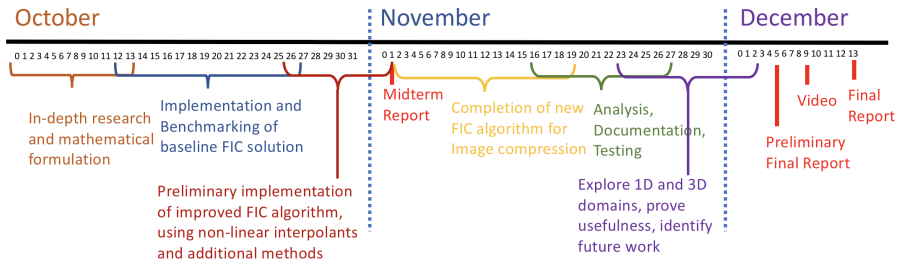 October
November
December
0 1 2 3 4 5 6 7 8 9 10 11 12 13 14 15 16 17 18 19 20 21 22 23 24 25 26 27 28 29 30 31
0 1 2 3 4 5 6 7 8 9 10 11 12 13 14 15 16 17 18 19 20 21 22 23 24 25 26 27 28 29 30
0 1 2 3 4 5 6 7 8 9 10 11 12 13
In-depth research
and mathematical
formulation
Implementation and
Benchmarking of
baseline FIC solution
Preliminary implementation
of improved FIC algorithm,
using non-linear interpolants
and additional methods
Midterm
Report
Completion of new
FIC algorithm for
Image compression
Analysis,
Documentation,
Testing
Explore 1D and 3D
domains, prove
usefulness, identify
future work
Preliminary
Final Report
Video
Final
Report